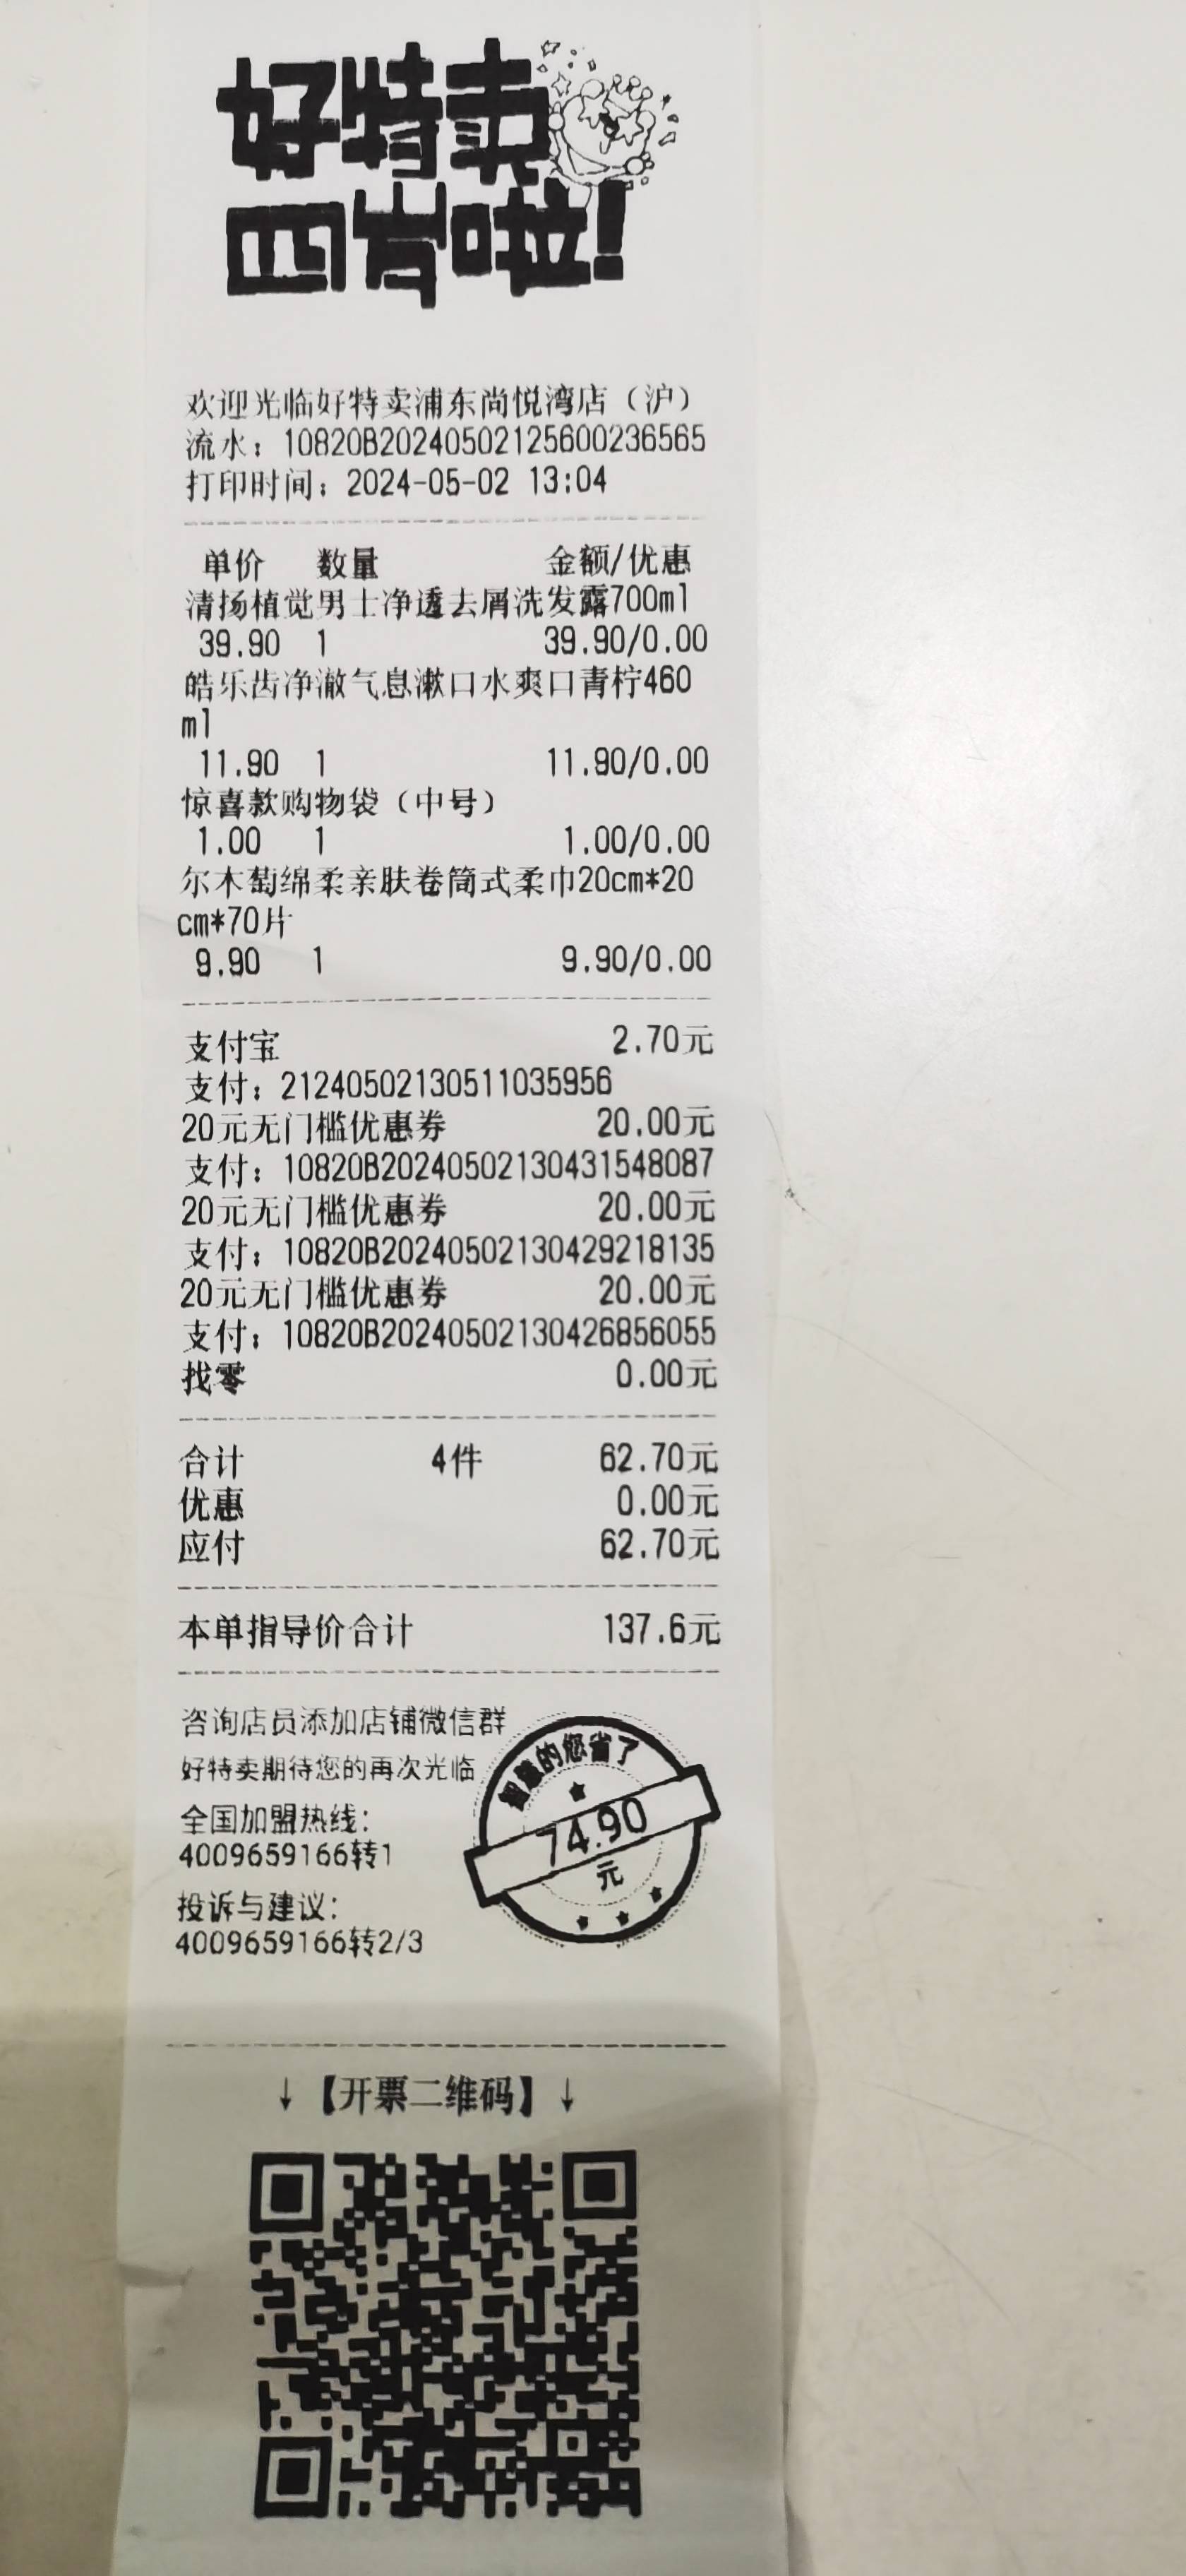 好特卖
四岁啦!
欢迎光临好特卖浦东尚悦湾店（沪）
流水：10820B20240502125600236565
打印时间：2024-05-02 13:04
单价 数量 金额/优惠
清扬植觉男士净透去屑洗发露700ml
39.90 1 39.90/0.00
皓乐齿净澈气息漱口水爽口青柠460
ml
11.90 1 11.90/0.00
惊喜款购物袋（中号）
1.00 1 1.00/0.00
尔木萄绵柔亲肤卷筒式柔巾20cm*20
cm*70片
9.90 1 9.90/0.00
支付宝 2.70元
支付：21240502130511035956
20元无门槛优惠券 20.00元
支付：10820B20240502130431548087
20元无门槛优惠券 20.00元
支付：10820B20240502130429218135
20元无门槛优惠券 20.00元
支付：10820B20240502130426856055
找零 0.00元
合计 4件 62.70元
优惠 0.00元
应付 62.70元
本单指导价合计 137.6元
咨询店员添加店铺微信群
好特卖期待您的再次光临
全国加盟热线：
4009659166转1
投诉与建议：
4009659166转2/3
的您省了
74.90
元
↓【开票二维码】↓